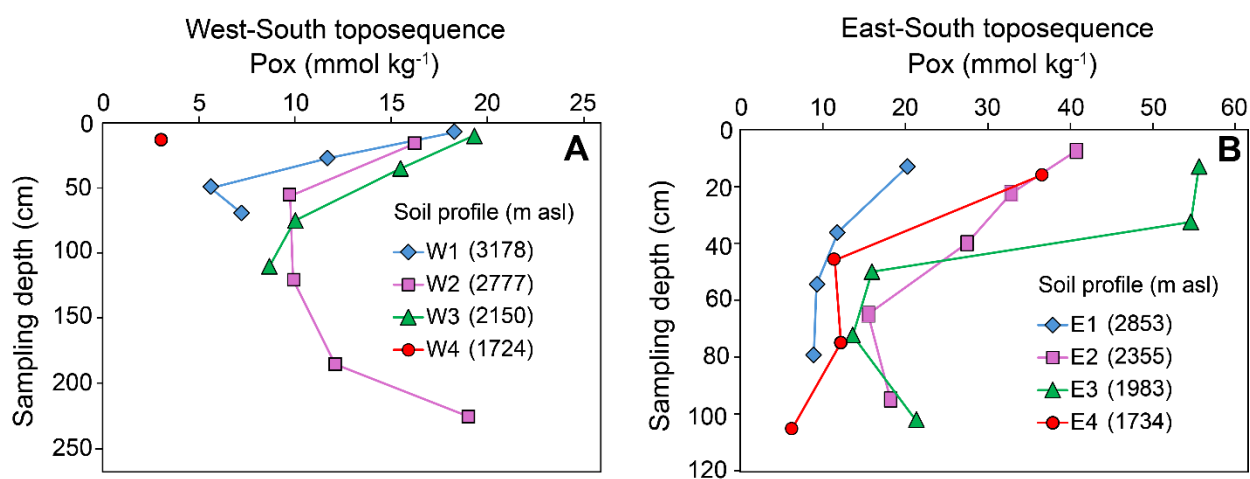 West-South toposequence
Pox (mmol kg⁻¹)
0 5 10 15 20 25
0
50
100
150
200
250
Sampling depth (cm)
A
Soil profile (m asl)
W1 (3178)
W2 (2777)
W3 (2150)
W4 (1724)
East-South toposequence
Pox (mmol kg⁻¹)
0 10 20 30 40 50 60
0
20
40
60
80
100
120
Sampling depth (cm)
B
Soil profile (m asl)
E1 (2853)
E2 (2355)
E3 (1983)
E4 (1734)